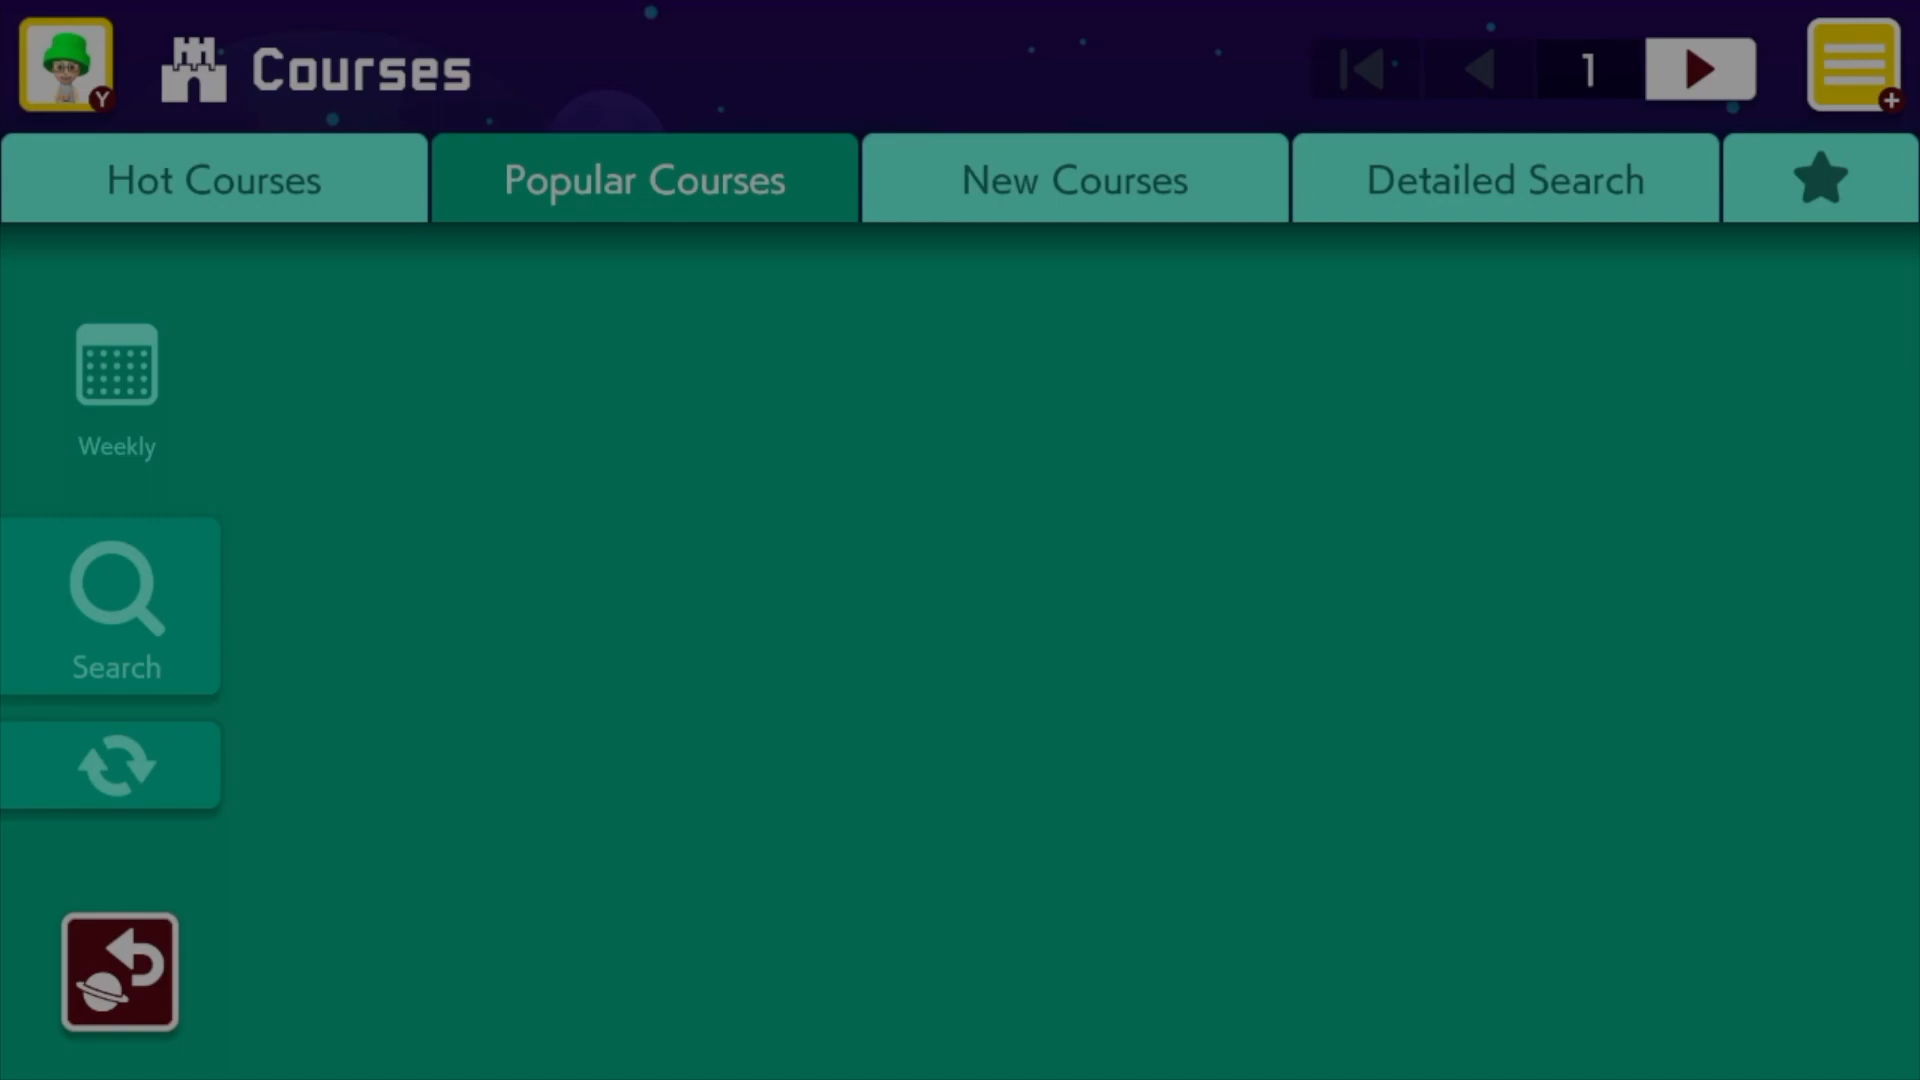 Y
Courses
1
+
Hot Courses
Popular Courses
New Courses
Detailed Search
Weekly
Search